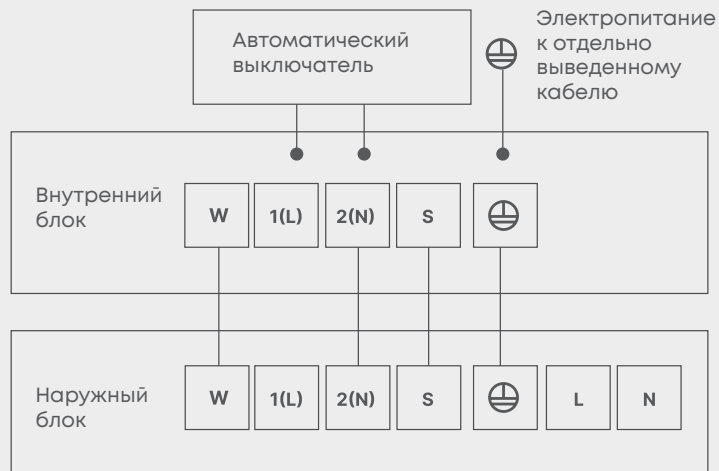 Автоматический
выключатель
Электропитание
к отдельно
выведенному
кабелю
Внутренний
блок
W 1(L) 2(N) S
Наружный
блок
W 1(L) 2(N) S L N